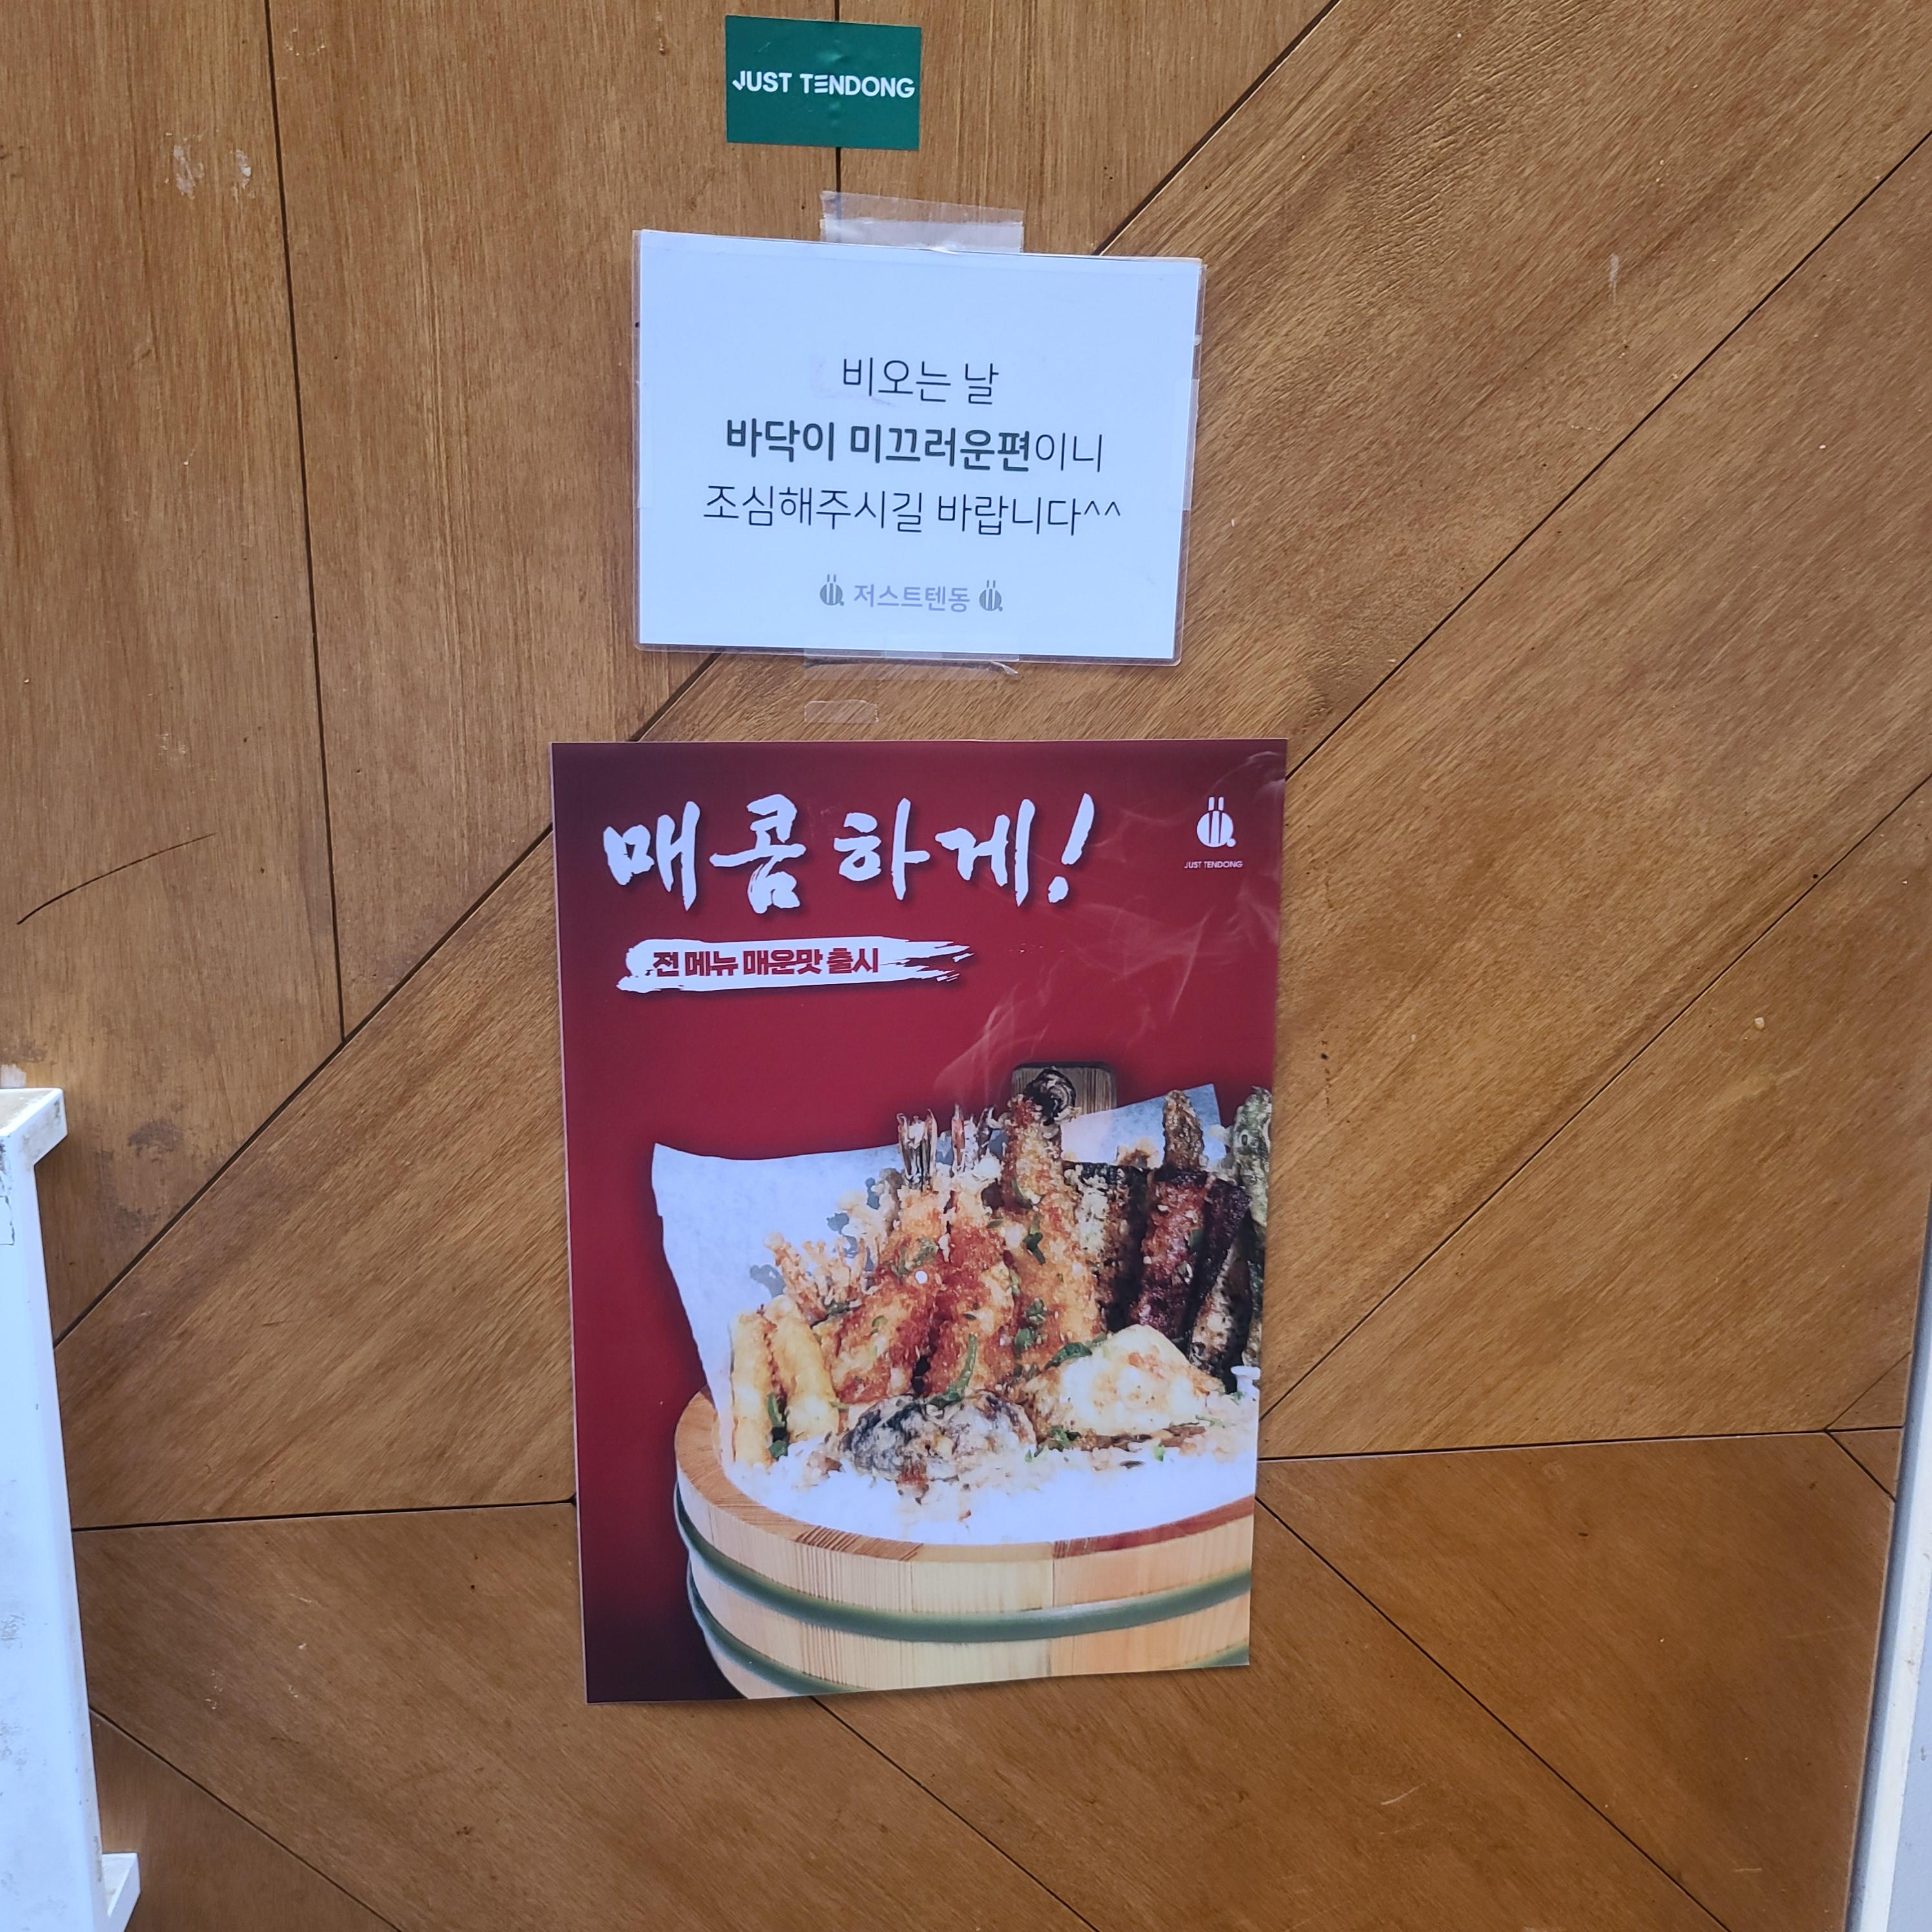 JUST TENDONG
비오는 날
바닥이 미끄러운편이니
조심해주시길 바랍니다^^
저스트텐동
매콤하게!
JUST TENDONG
전 메뉴 매운맛 출시